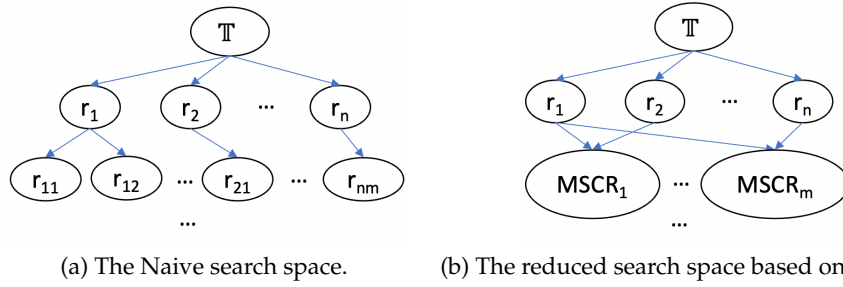 𝕋
r1 r2 ... rn
r11 r12 ... r21 ... rnm
...
(a) The Naive search space.
𝕋
r1 r2 ... rn
MSCR1 ... MSCRm
...
(b) The reduced search space based on